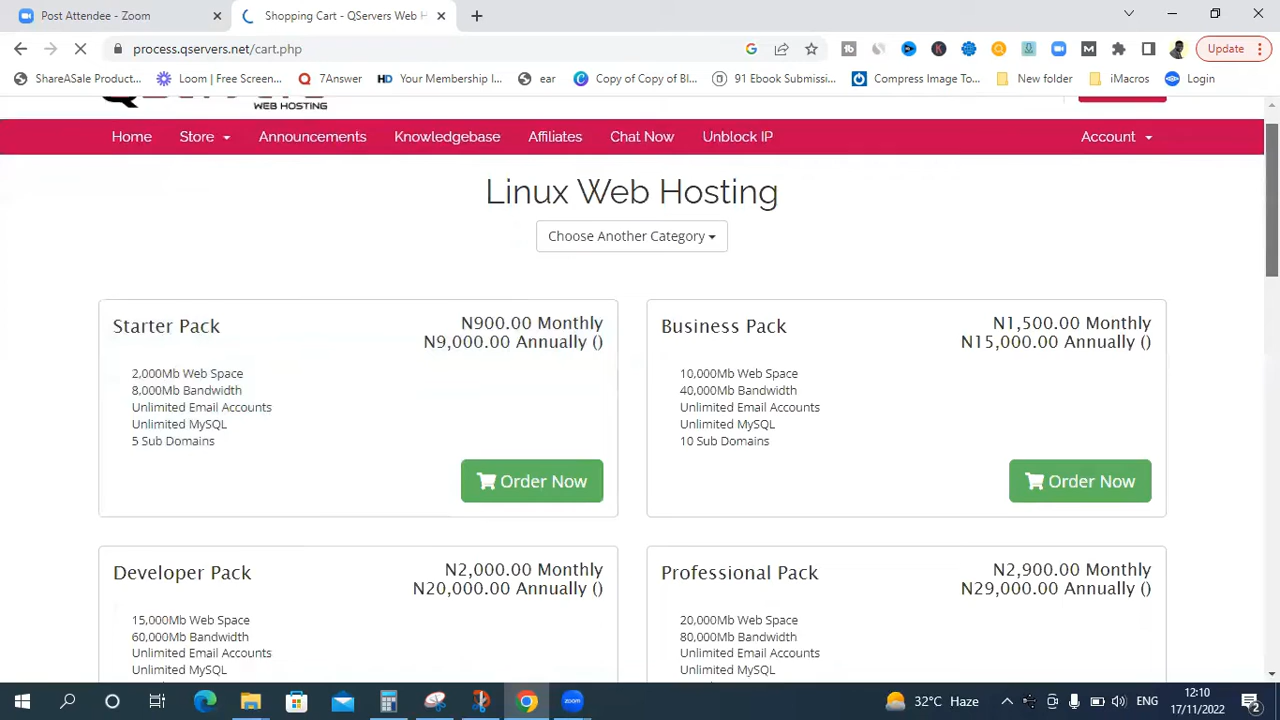 Post Attendee - Zoom
Shopping Cart - QServers Web H
process.qservers.net/cart.php
Update
ShareASale Product...
Loom | Free Screen...
7Answer
Your Membership I...
ear
Copy of Copy of Bl...
91 Ebook Submissi...
Compress Image To...
New folder
iMacros
Login
WEB HOSTING
Home
Store
Announcements
Knowledgebase
Affiliates
Chat Now
Unblock IP
Account
Linux Web Hosting
Choose Another Category
Starter Pack
N900.00 Monthly
N9,000.00 Annually ()
2,000Mb Web Space
8,000Mb Bandwidth
Unlimited Email Accounts
Unlimited MySQL
5 Sub Domains
Order Now
Business Pack
N1,500.00 Monthly
N15,000.00 Annually ()
10,000Mb Web Space
40,000Mb Bandwidth
Unlimited Email Accounts
Unlimited MySQL
10 Sub Domains
Order Now
Developer Pack
N2,000.00 Monthly
N20,000.00 Annually ()
15,000Mb Web Space
60,000Mb Bandwidth
Unlimited Email Accounts
Unlimited MySQL
Professional Pack
N2,900.00 Monthly
N29,000.00 Annually ()
20,000Mb Web Space
80,000Mb Bandwidth
Unlimited Email Accounts
Unlimited MySQL
zoom
32°C Haze
ENG
12:10
17/11/2022
2